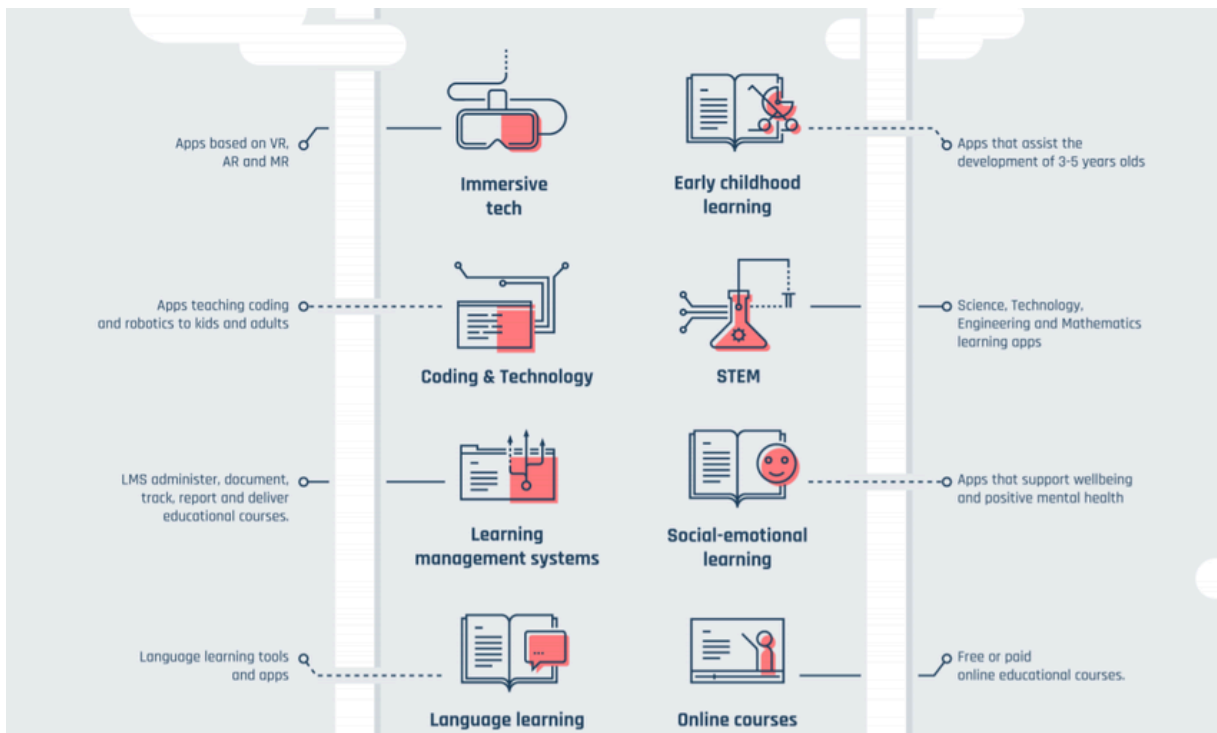 Apps based on VR,
AR and MR
Immersive
tech
Early childhood
learning
Apps that assist the
development of 3-5 years olds
Apps teaching coding
and robotics to kids and adults
Coding & Technology
STEM
Science, Technology,
Engineering and Mathematics
learning apps
LMS administer, document,
track, report and deliver
educational courses.
Learning
management systems
Social-emotional
learning
Apps that support wellbeing
and positive mental health
Language learning tools
and apps
Language learning
Online courses
Free or paid
online educational courses.